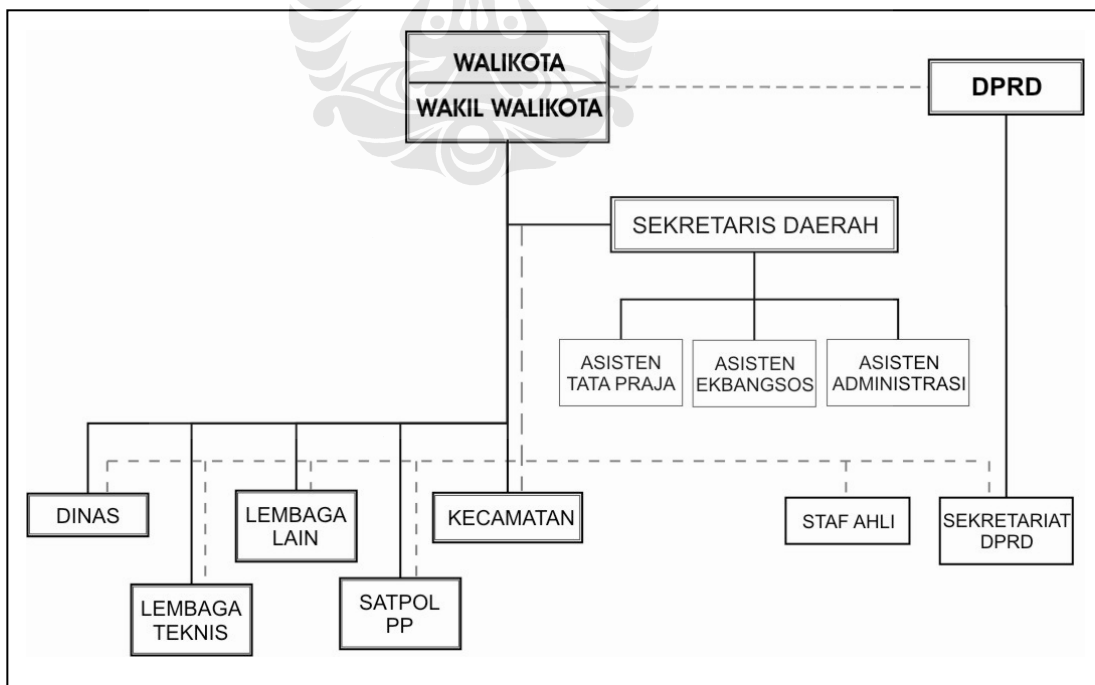 WALIKOTA
WAKIL WALIKOTA
DPRD
SEKRETARIS DAERAH
ASISTEN
TATA PRAJA
ASISTEN
EKBANGSOS
ASISTEN
ADMINISTRASI
DINAS
LEMBAGA
LAIN
KECAMATAN
STAF AHLI
SEKRETARIAT
DPRD
LEMBAGA
TEKNIS
SATPOL
PP